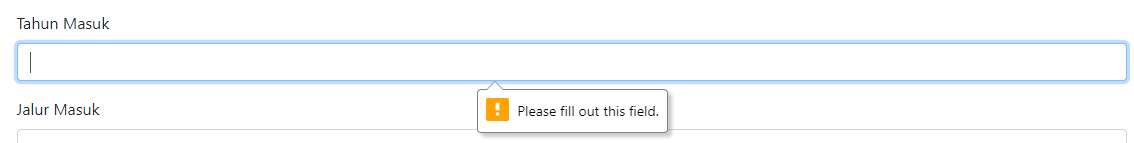 Tahun Masuk
Please fill out this field.
Jalur Masuk